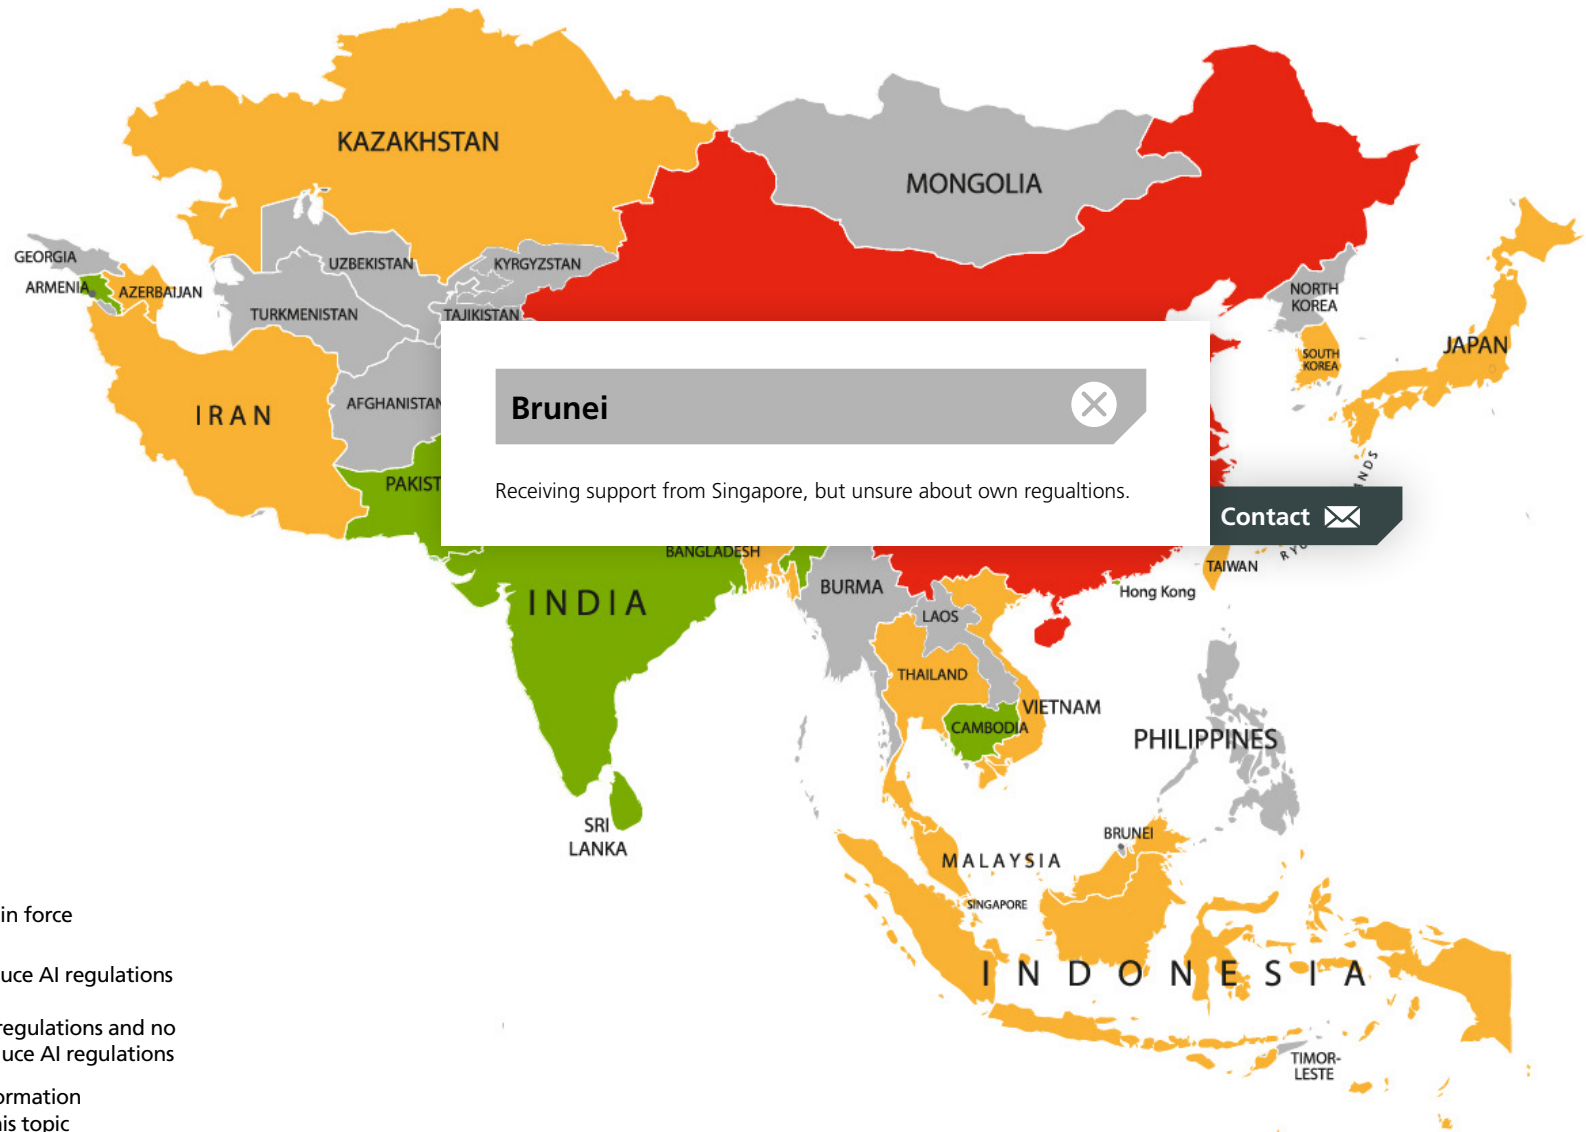 KAZAKHSTAN
MONGOLIA
GEORGIA
UZBEKISTAN
KYRGYZSTAN
ARMENIA
AZERBAIJAN
TURKMENISTAN
TAJIKISTAN
NORTH
KOREA
SOUTH
KOREA
JAPAN
IRAN
AFGHANISTAN
Brunei
PAKIST
Receiving support from Singapore, but unsure about own regualtions.
NDS
Contact
RYU
BANGLADESH
TAIWAN
INDIA
BURMA
Hong Kong
LAOS
THAILAND
VIETNAM
CAMBODIA
PHILIPPINES
SRI
LANKA
BRUNEI
MALAYSIA
SINGAPORE
INDONESIA
TIMOR-
LESTE
in force
uce AI regulations
regulations and no
uce AI regulations
ormation
is topic